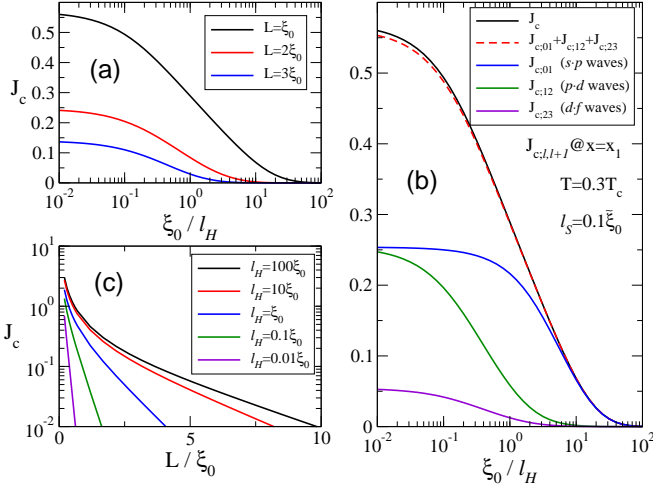 0.5
0.4
0.3
0.2
0.1
0
J_c
(a)
L=ξ_0
L=2ξ_0
L=3ξ_0
10^-2 10^-1 10^0 10^1 10^2
ξ_0 / l_H
10^1
10^0
10^-1
10^-2
J_c
(c)
l_H=100ξ_0
l_H=10ξ_0
l_H=ξ_0
l_H=0.1ξ_0
l_H=0.01ξ_0
0 5 10
L / ξ_0
0.5
0.4
0.3
0.2
0.1
0
(b)
J_c
J_c;01+J_c;12+J_c;23
J_c;01 (s-p waves)
J_c;12 (p-d waves)
J_c;23 (d-f waves)
J_c;l,l+1@x=x_1
T=0.3T_c
l_S=0.1ξ̄_0
10^-2 10^-1 10^0 10^1 10^2
ξ_0 / l_H